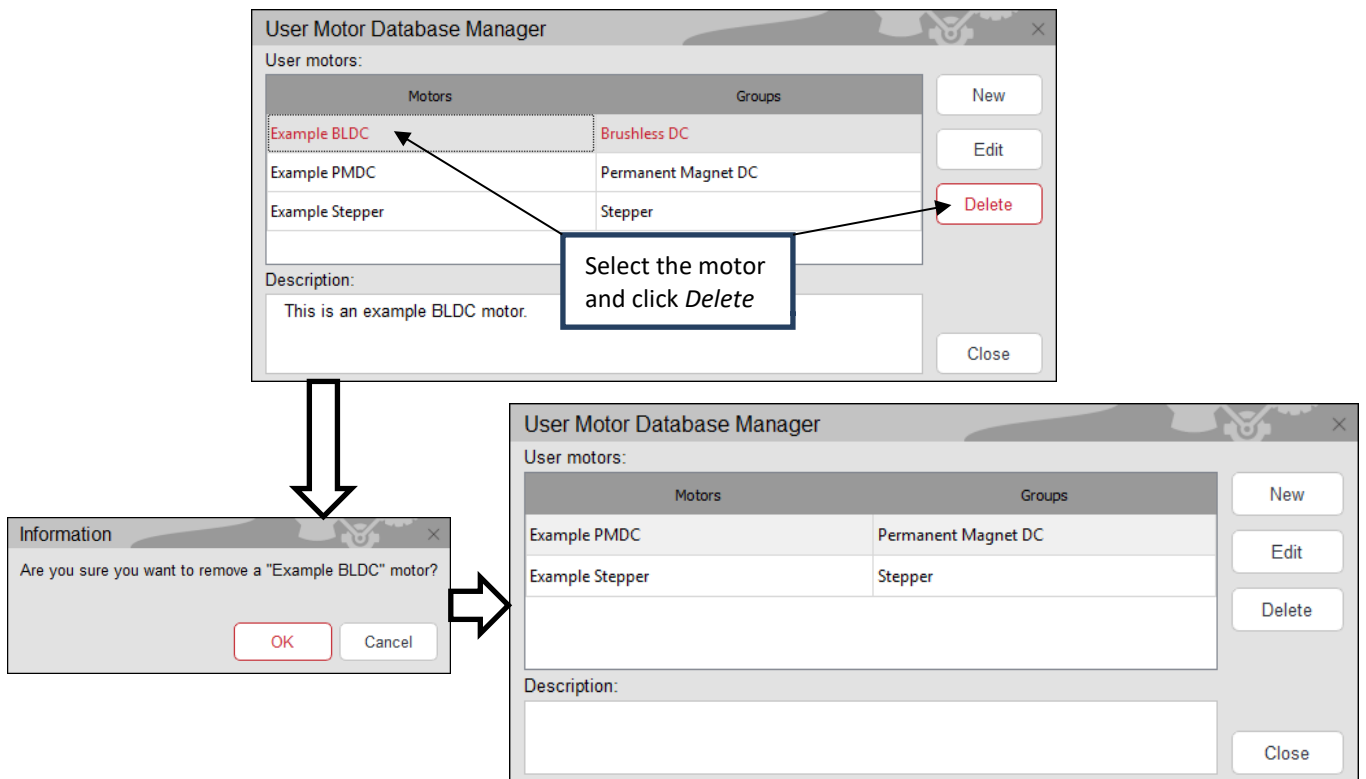 User Motor Database Manager
User motors:
Motors Groups New
Example BLDC Brushless DC
Edit
Example PMDC Permanent Magnet DC
Example Stepper Stepper Delete
Select the motor
and click Delete
Description:
This is an example BLDC motor.
Close
Information
Are you sure you want to remove a "Example BLDC" motor?
OK Cancel
User Motor Database Manager
User motors:
Motors Groups New
Example PMDC Permanent Magnet DC
Edit
Example Stepper Stepper
Delete
Description:
Close